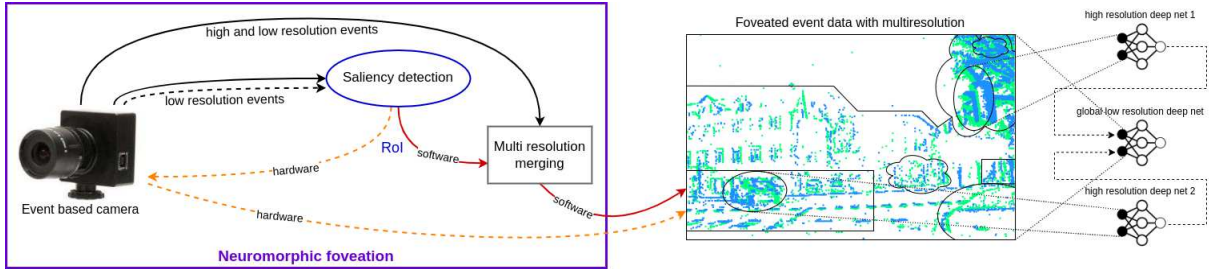 high and low resolution events
Saliency detection
low resolution events
RoI
software
Multi resolution
merging
hardware
Event based camera
hardware
software
Neuromorphic foveation
Foveated event data with multiresolution
high resolution deep net 1
global low resolution deep net
high resolution deep net 2